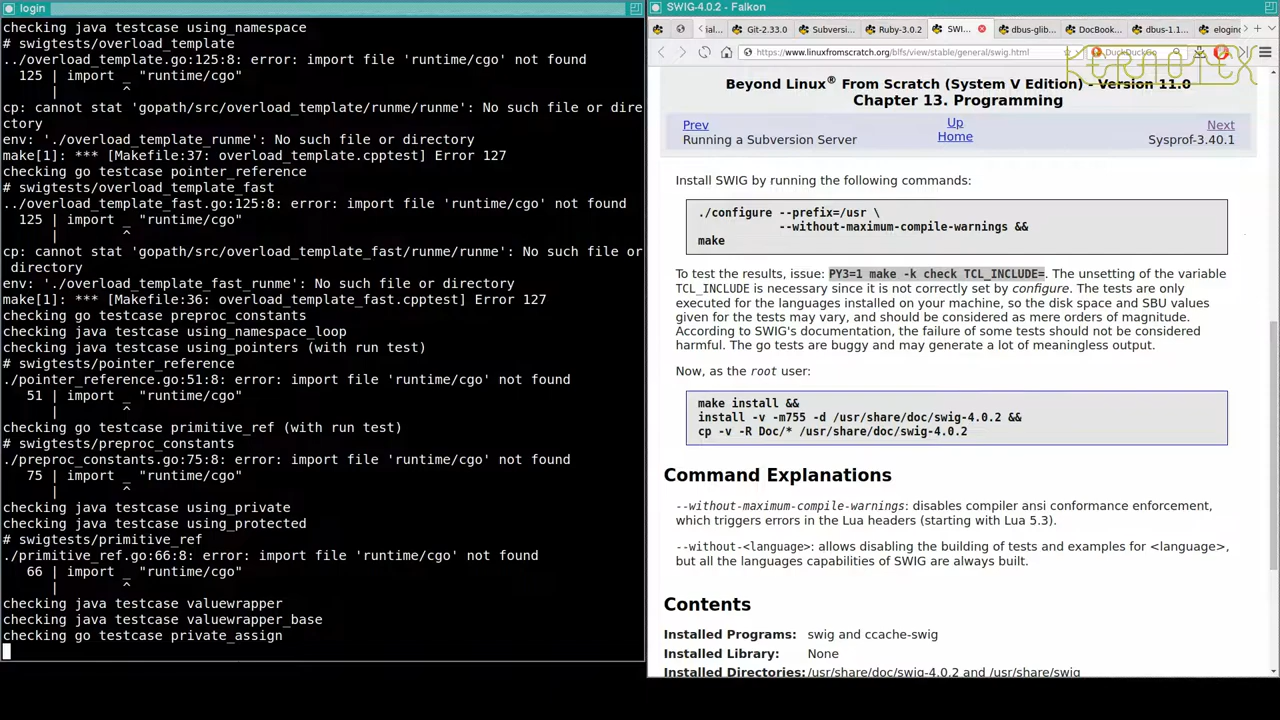 login
checking java testcase using_namespace
# swigtests/overload_template
../overload_template.go:125:8: error: import file 'runtime/cgo' not found
125 | import _ "runtime/cgo"
| ^
cp: cannot stat 'gopath/src/overload_template/runme/runme': No such file or dire
ctory
env: './overload_template_runme': No such file or directory
make[1]: *** [Makefile:37: overload_template.cpptest] Error 127
checking go testcase pointer_reference
# swigtests/overload_template_fast
../overload_template_fast.go:125:8: error: import file 'runtime/cgo' not found
125 | import _ "runtime/cgo"
| ^
cp: cannot stat 'gopath/src/overload_template_fast/runme/runme': No such file or
directory
env: './overload_template_fast_runme': No such file or directory
make[1]: *** [Makefile:36: overload_template_fast.cpptest] Error 127
checking go testcase preproc_constants
checking java testcase using_namespace_loop
checking java testcase using_pointers (with run test)
# swigtests/pointer_reference
./pointer_reference.go:51:8: error: import file 'runtime/cgo' not found
51 | import _ "runtime/cgo"
| ^
checking go testcase primitive_ref (with run test)
# swigtests/preproc_constants
./preproc_constants.go:75:8: error: import file 'runtime/cgo' not found
75 | import _ "runtime/cgo"
| ^
checking java testcase using_private
checking java testcase using_protected
# swigtests/primitive_ref
./primitive_ref.go:66:8: error: import file 'runtime/cgo' not found
66 | import _ "runtime/cgo"
| ^
checking java testcase valuewrapper
checking java testcase valuewrapper_base
checking go testcase private_assign
SWIG-4.0.2 - Falkon
ial... Git-2.33.0 Subversi... Ruby-3.0.2 SWI... dbus-glib... DocBook... dbus-1.1... eloginc
https://www.linuxfromscratch.org/blfs/view/stable/general/swig.html DuckDuckGo
KERNOTEX
Beyond Linux® From Scratch (System V Edition) - Version 11.0
Chapter 13. Programming
Prev Up Next
Running a Subversion Server Home Sysprof-3.40.1
Install SWIG by running the following commands:
./configure --prefix=/usr \
--without-maximum-compile-warnings &&
make
To test the results, issue: PY3=1 make -k check TCL_INCLUDE=. The unsetting of the variable
TCL_INCLUDE is necessary since it is not correctly set by configure. The tests are only
executed for the languages installed on your machine, so the disk space and SBU values
given for the tests may vary, and should be considered as mere orders of magnitude.
According to SWIG's documentation, the failure of some tests should not be considered
harmful. The go tests are buggy and may generate a lot of meaningless output.
Now, as the root user:
make install &&
install -v -m755 -d /usr/share/doc/swig-4.0.2 &&
cp -v -R Doc/* /usr/share/doc/swig-4.0.2
Command Explanations
--without-maximum-compile-warnings: disables compiler ansi conformance enforcement,
which triggers errors in the Lua headers (starting with Lua 5.3).
--without-<language>: allows disabling the building of tests and examples for <language>,
but all the languages capabilities of SWIG are always built.
Contents
Installed Programs: swig and ccache-swig
Installed Library: None
Installed Directories: /usr/share/doc/swig-4.0.2 and /usr/share/swig